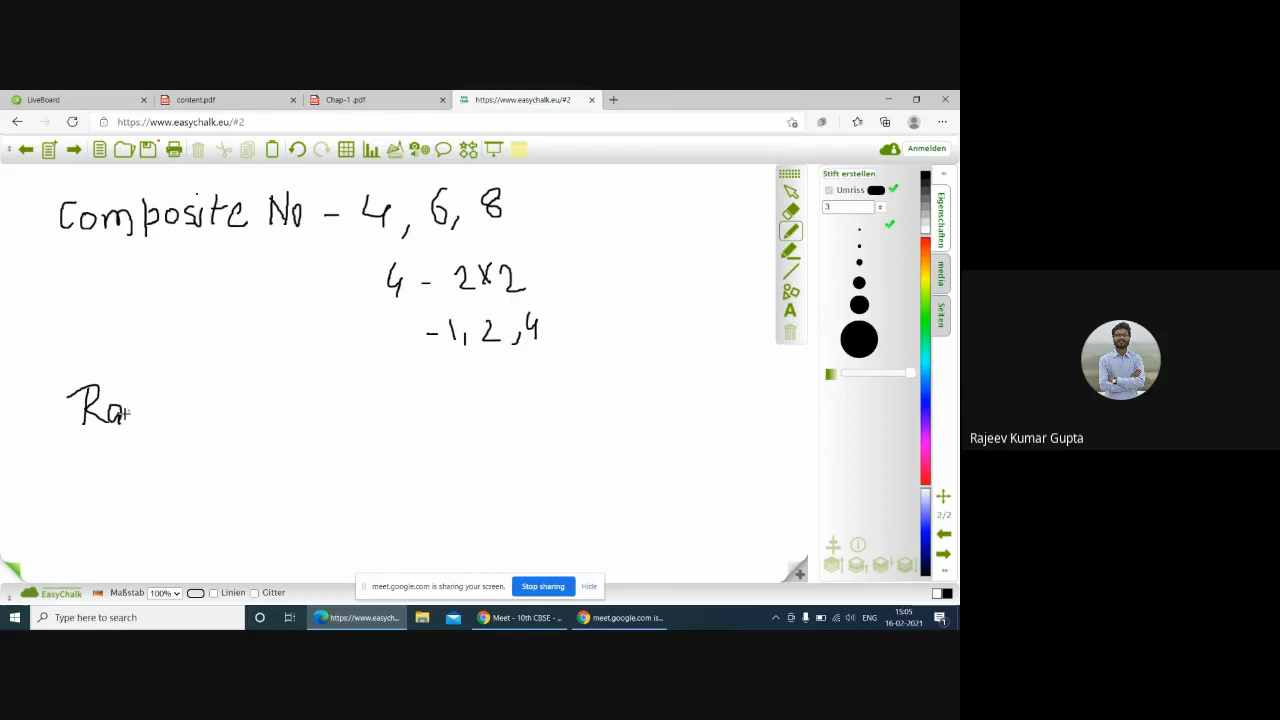 LiveBoard
content.pdf
Chap-1 .pdf
https://www.easychalk.eu/#2
https://www.easychalk.eu/#2
Anmelden
Stift erstellen
Umriss
3
Eigenschaften
media
Seiten
Composite No - 4, 6, 8
4 - 2x2
- 1, 2, 4
Ra
Rajeev Kumar Gupta
2/2
meet.google.com is sharing your screen.
Stop sharing
Hide
EasyChalk
Maßstab 100%
Linien
Gitter
Type here to search
https://www.easych...
Meet - 10th CBSE - ...
meet.google.com is...
ENG
15:05
16-02-2021